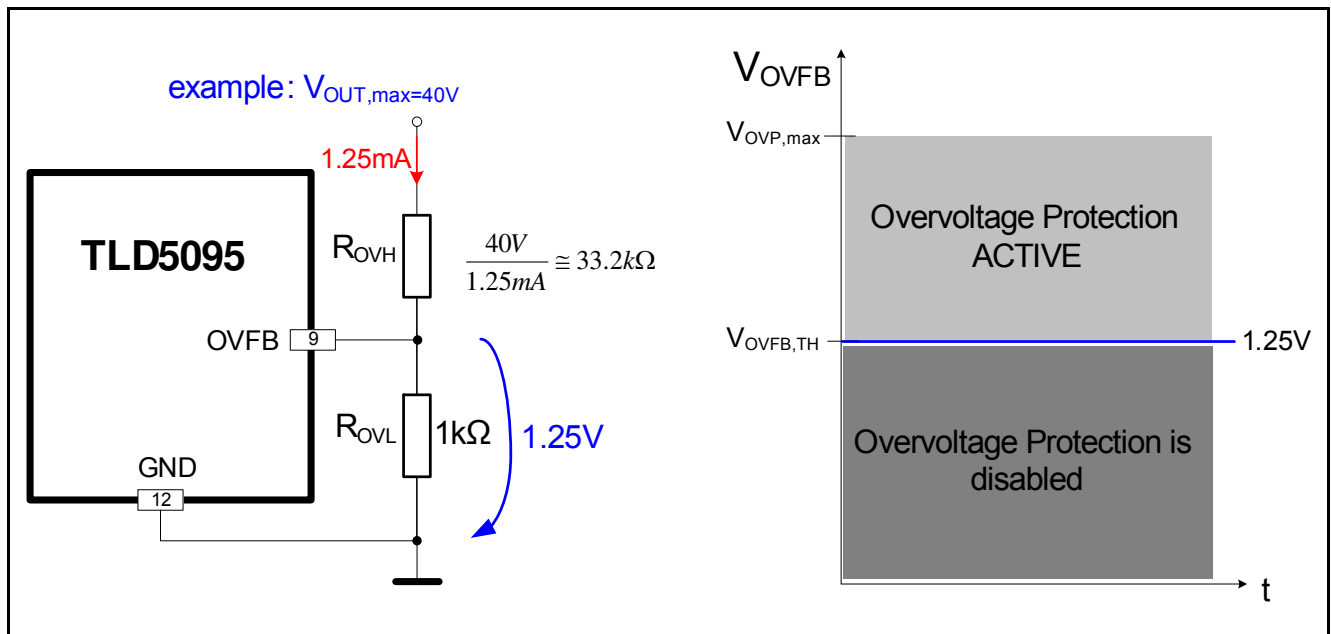 example: VOUT,max=40V
1.25mA
TLD5095
ROVH
40V
1.25mA
≅ 33.2kΩ
OVFB
9
ROVL
1kΩ
1.25V
GND
12
VOVFB
VOVP,max
Overvoltage Protection
ACTIVE
VOVFB,TH
1.25V
Overvoltage Protection is
disabled
t